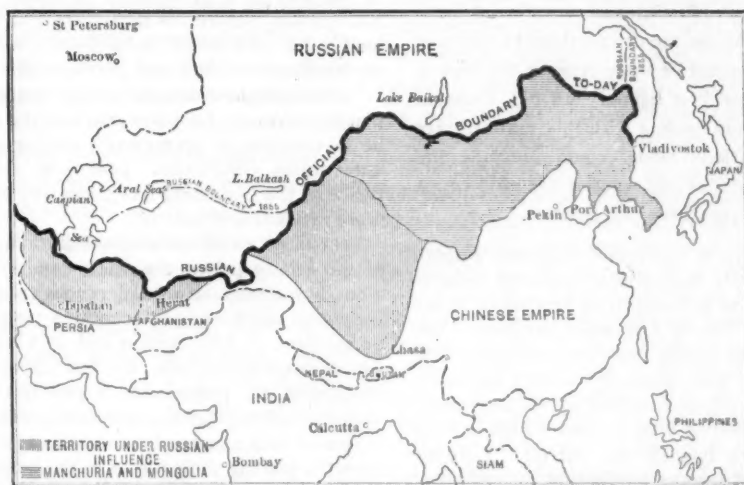 St Petersburg
Moscow
RUSSIAN EMPIRE
RUSSIAN
BOUNDARY
1855
Lake Baikal
TO-DAY
BOUNDARY
OFFICIAL
RUSSIAN
Vladivostok
JAPAN
Caspian
Sea
Aral Sea
RUSSIAN BOUNDARY
1855
L. Balkash
Pekin
Port Arthur
Ispahan
Herat
PERSIA
AFGHANISTAN
CHINESE EMPIRE
Lhasa
NEPAL
BHUTAN
INDIA
Calcutta
PHILIPPINES
TERRITORY UNDER RUSSIAN
INFLUENCE
MANCHURIA AND MONGOLIA
Bombay
SIAM